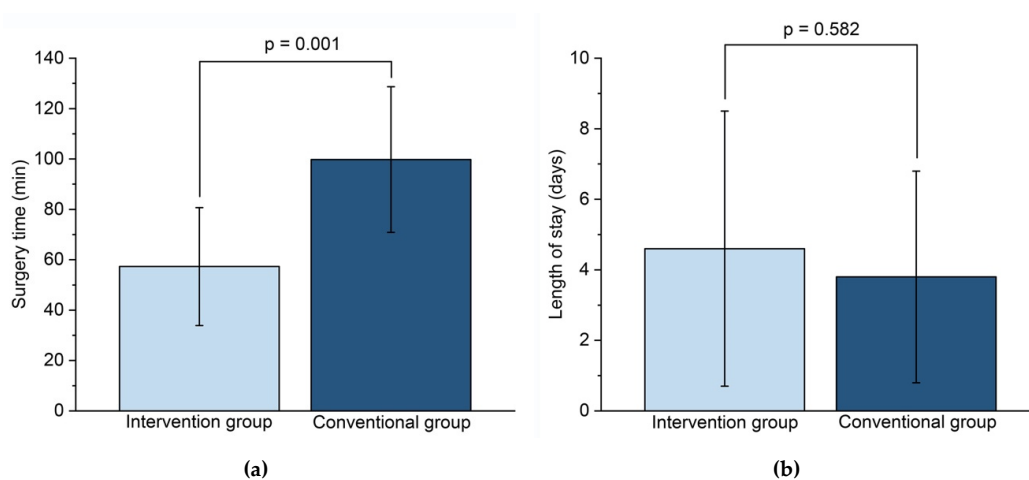 p = 0.001
140
120
100
80
60
40
20
0
Surgery time (min)
Intervention group
Conventional group
(a)
p = 0.582
10
8
6
4
2
0
Length of stay (days)
Intervention group
Conventional group
(b)